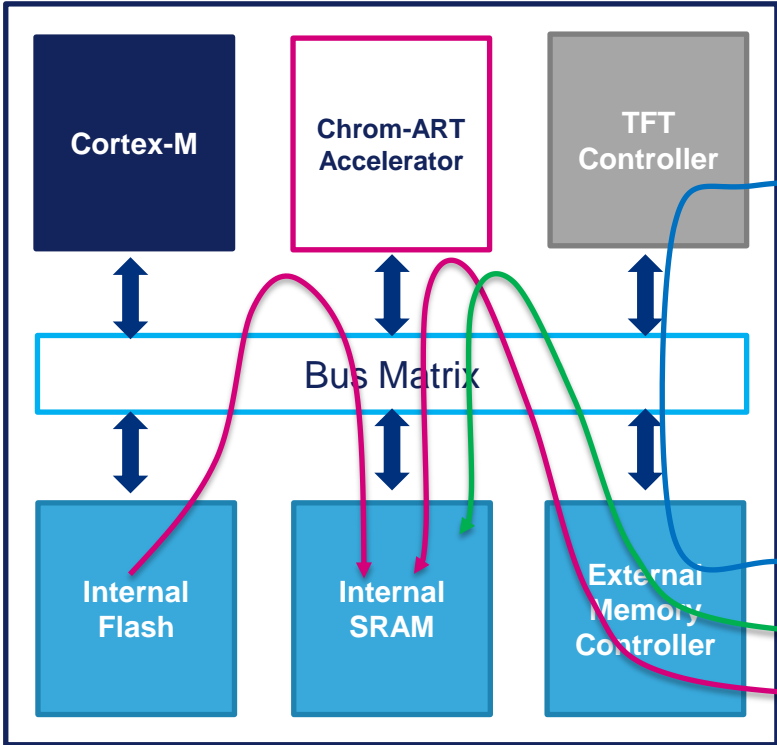 Cortex-M
Chrom-ART
Accelerator
TFT
Controller
Bus Matrix
Internal
Flash
Internal
SRAM
External
Memory
Controller